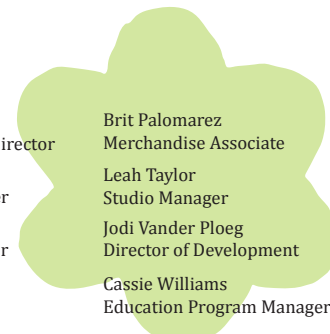 Brit Palomarez
Merchandise Associate
Leah Taylor
Studio Manager
Jodi Vander Ploeg
Director of Development
Cassie Williams
Education Program Manager